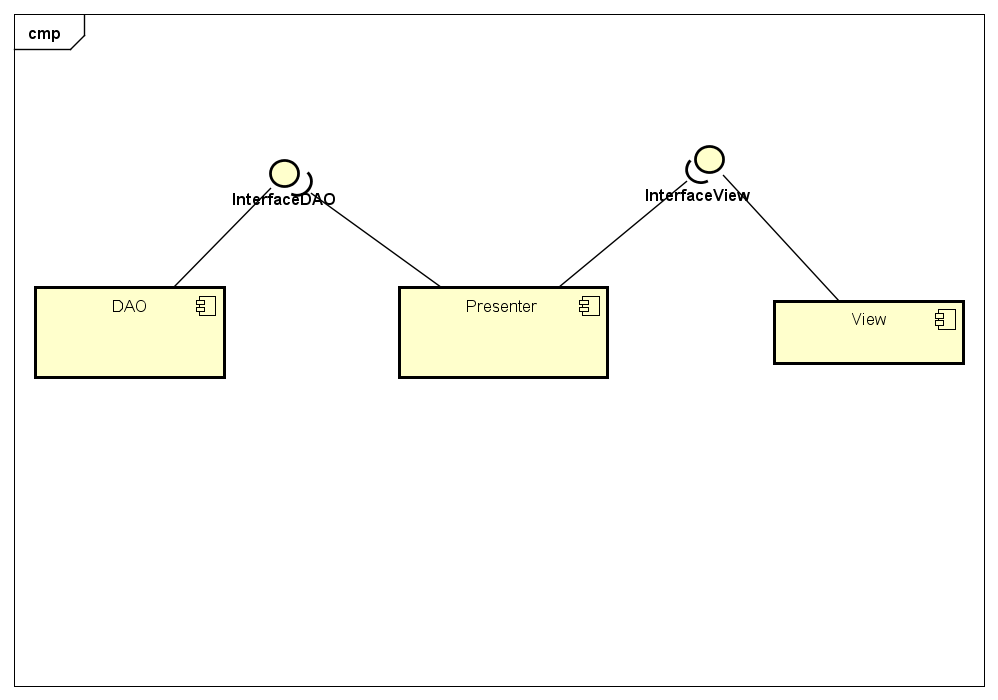 cmp
InterfaceDAO
InterfaceView
DAO
Presenter
View